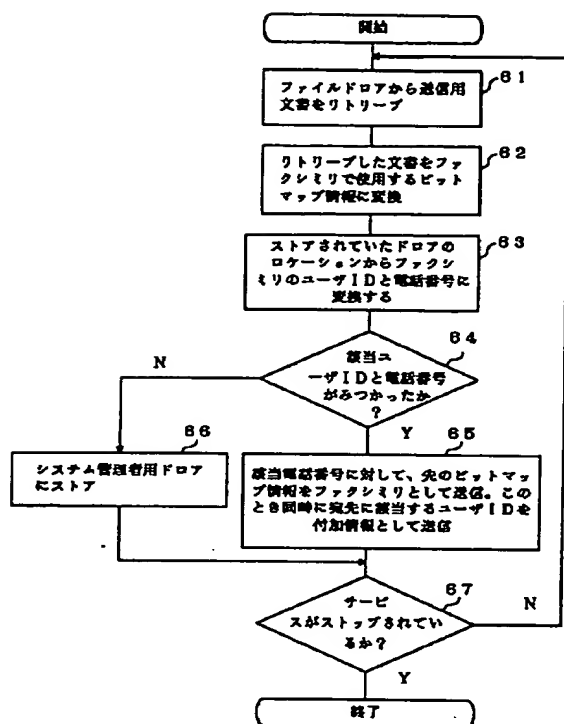 開始
61
ファイルドロアから送信用
文書をリトリーブ
62
リトリーブした文書をファ
クシミリで使用するビット
マップ情報に変換
63
ストアされていたドロアの
ロケーションからファクシ
ミリのユーザIDと電話番号に
変換する
64
該当ユ
ーザIDと電話番号
がみつかったか
?
N
Y
66
システム管理者用ドロア
にストア
65
該当電話番号に対して、先のビットマッ
プ情報をファクシミリとして送信。この
とき同時に宛先に該当するユーザIDを
付加情報として送信
67
サービ
スがストップされてい
るか?
N
Y
終了